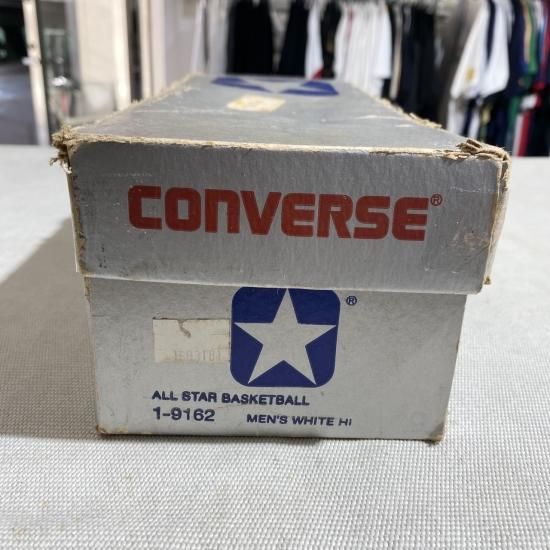 CONVERSE®
®
ALL STAR BASKETBALL
1-9162 MEN'S WHITE HI